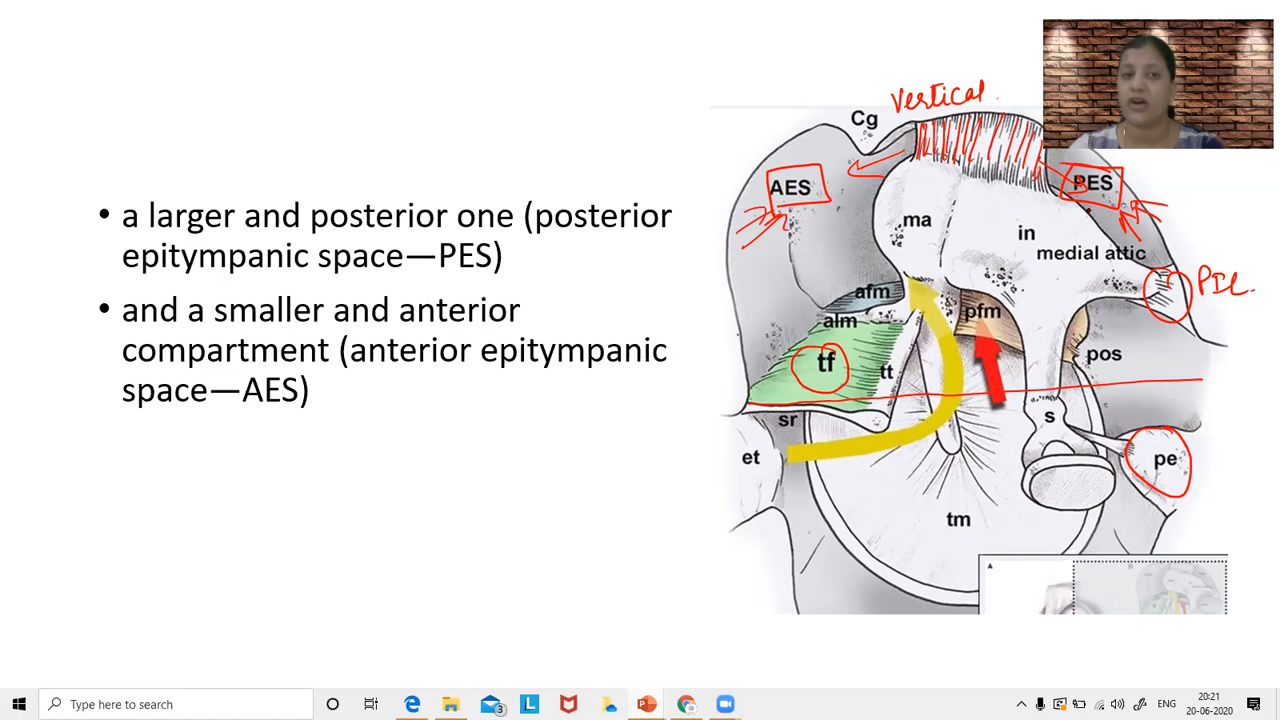 • a larger and posterior one (posterior
epitympanic space—PES)
• and a smaller and anterior
compartment (anterior epitympanic
space—AES)
Vertical
Cg
AES
PES
ma
in
medial attic
PIL
afm
alm
pfm
tf
tt
pos
sr
s
et
pe
tm
A
Type here to search
3
ENG
20:21
20-06-2020